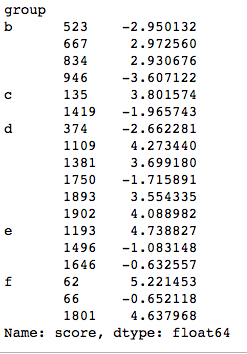 group
b 523 -2.950132
667 2.972560
834 2.930676
946 -3.607122
c 135 3.801574
1419 -1.965743
d 374 -2.662281
1109 4.273440
1381 3.699180
1750 -1.715891
1893 3.554335
1902 4.088982
e 1193 4.738827
1496 -1.083148
1646 -0.632557
f 62 5.221453
66 -0.652118
1801 4.637968
Name: score, dtype: float64